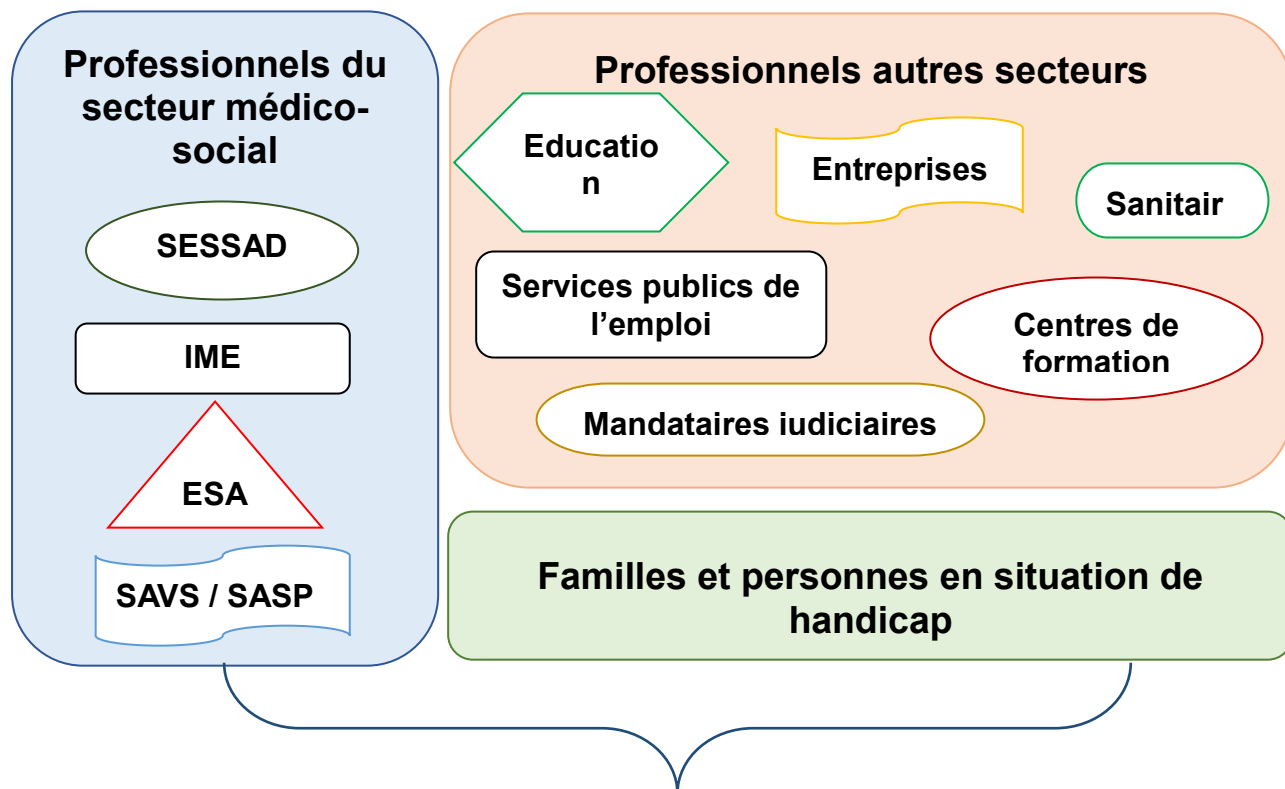 Professionnels du
secteur médico-
social
SESSAD
IME
ESA
SAVS / SASP
Professionnels autres secteurs
Educatio
n
Entreprises
Sanitair
Services publics de
l’emploi
Centres de
formation
Mandataires iudiciaires
Familles et personnes en situation de
handicap